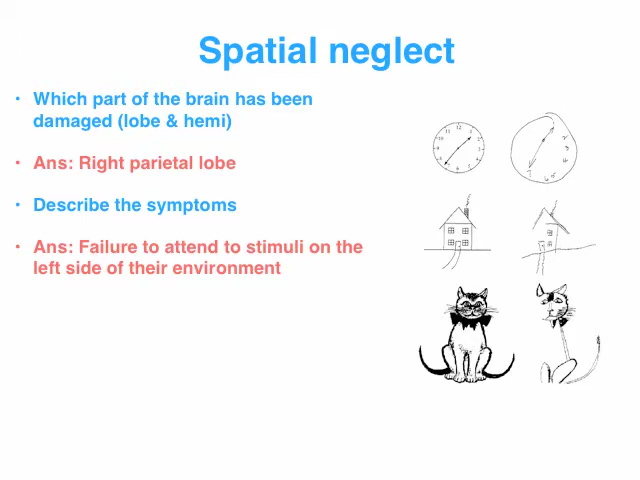 Spatial neglect
• Which part of the brain has been
damaged (lobe & hemi)
• Ans: Right parietal lobe
• Describe the symptoms
• Ans: Failure to attend to stimuli on the
left side of their environment